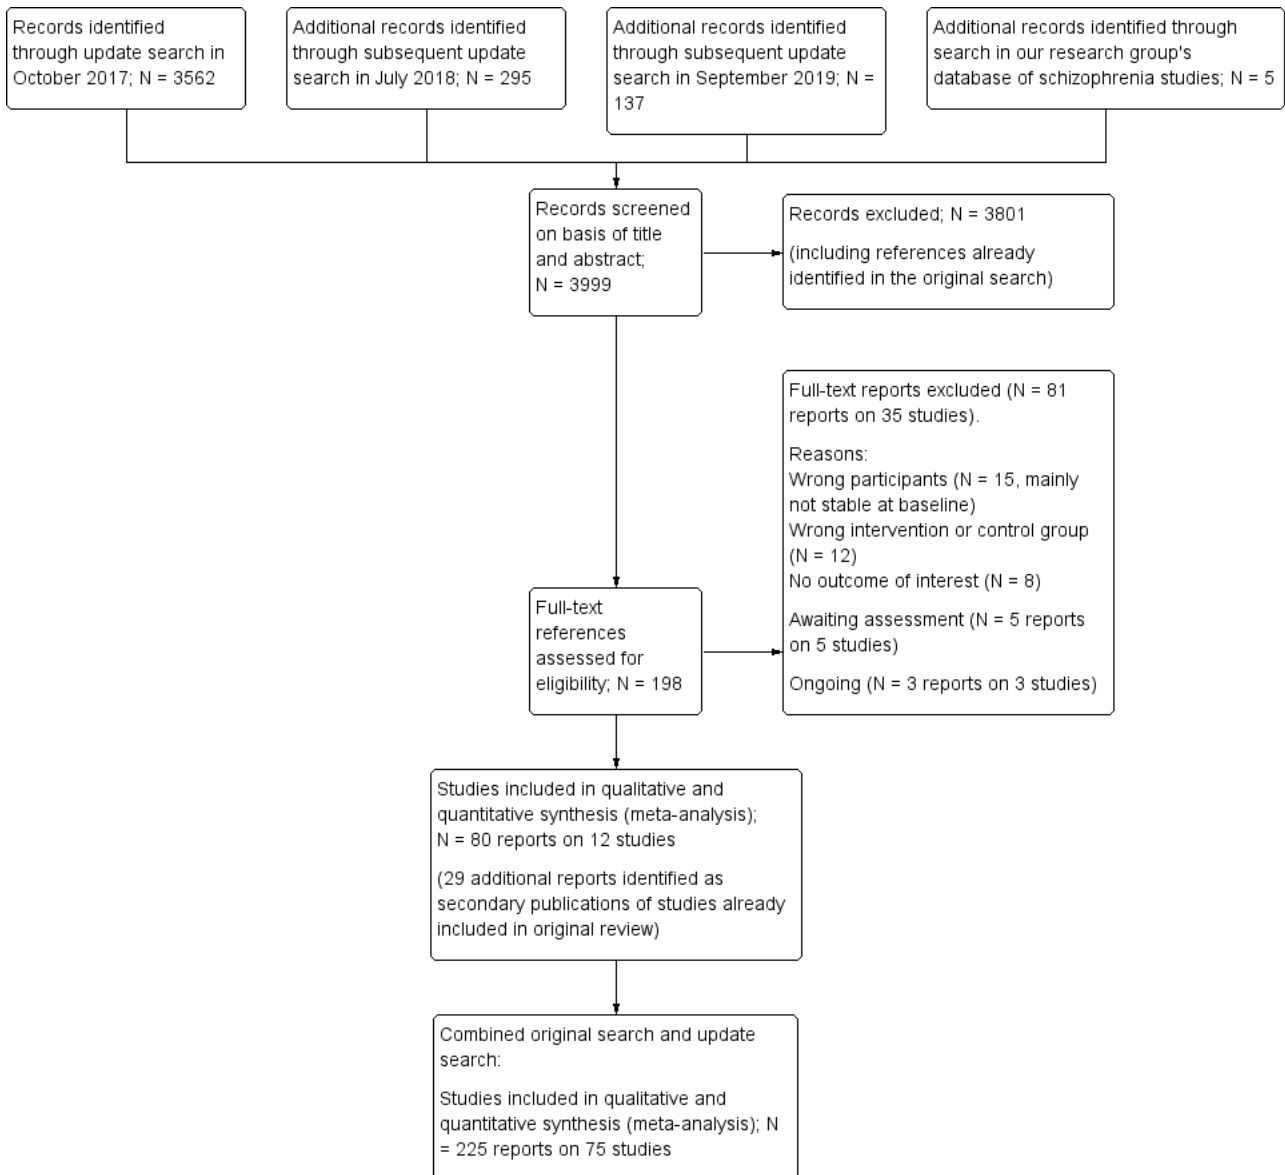 Records identified
through update search in
October 2017; N = 3562
Additional records identified
through subsequent update
search in July 2018; N = 295
Additional records identified
through subsequent update
search in September 2019; N =
137
Additional records identified through
search in our research group's
database of schizophrenia studies; N = 5
Records screened
on basis of title
and abstract;
N = 3999
Records excluded; N = 3801
(including references already
identified in the original search)
Full-text reports excluded (N = 81
reports on 35 studies).
Reasons:
Wrong participants (N = 15, mainly
not stable at baseline)
Wrong intervention or control group
(N = 12)
No outcome of interest (N = 8)
Awaiting assessment (N = 5 reports
on 5 studies)
Ongoing (N = 3 reports on 3 studies)
Full-text
references
assessed for
eligibility; N = 198
Studies included in qualitative and
quantitative synthesis (meta-analysis);
N = 80 reports on 12 studies
(29 additional reports identified as
secondary publications of studies already
included in original review)
Combined original search and update
search:
Studies included in qualitative and
quantitative synthesis (meta-analysis); N
= 225 reports on 75 studies